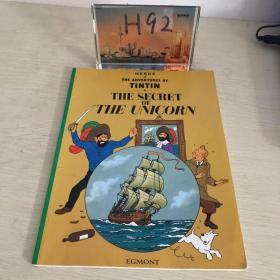 H92
HERGÉ
THE ADVENTURES OF
TINTIN
THE SECRET
OF
THE UNICORN
EGMONT